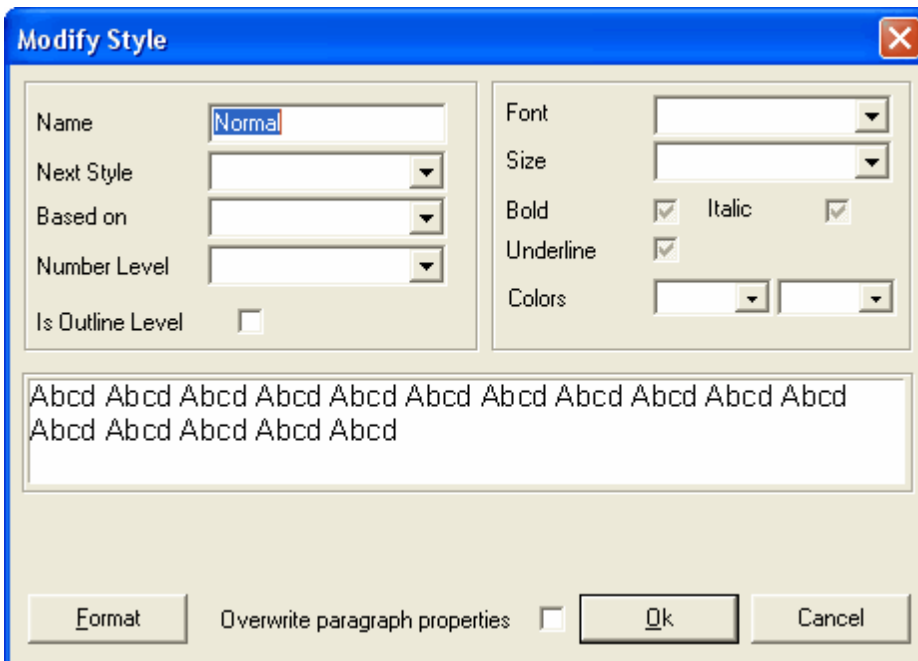 Modify Style
Name Normal
Next Style
Based on
Number Level
Is Outline Level
Font
Size
Bold Italic
Underline
Colors
Abcd Abcd Abcd Abcd Abcd Abcd Abcd Abcd Abcd Abcd Abcd
Abcd Abcd Abcd Abcd Abcd
Format Overwrite paragraph properties Ok Cancel